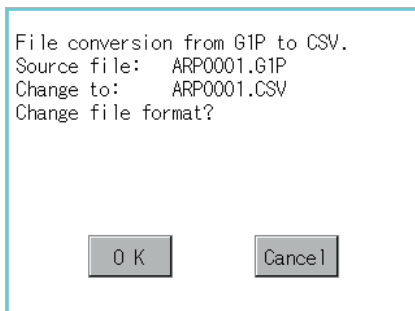 File conversion from G1P to CSV.
Source file: ARP0001.G1P
Change to: ARP0001.CSV
Change file format?
OK Cancel